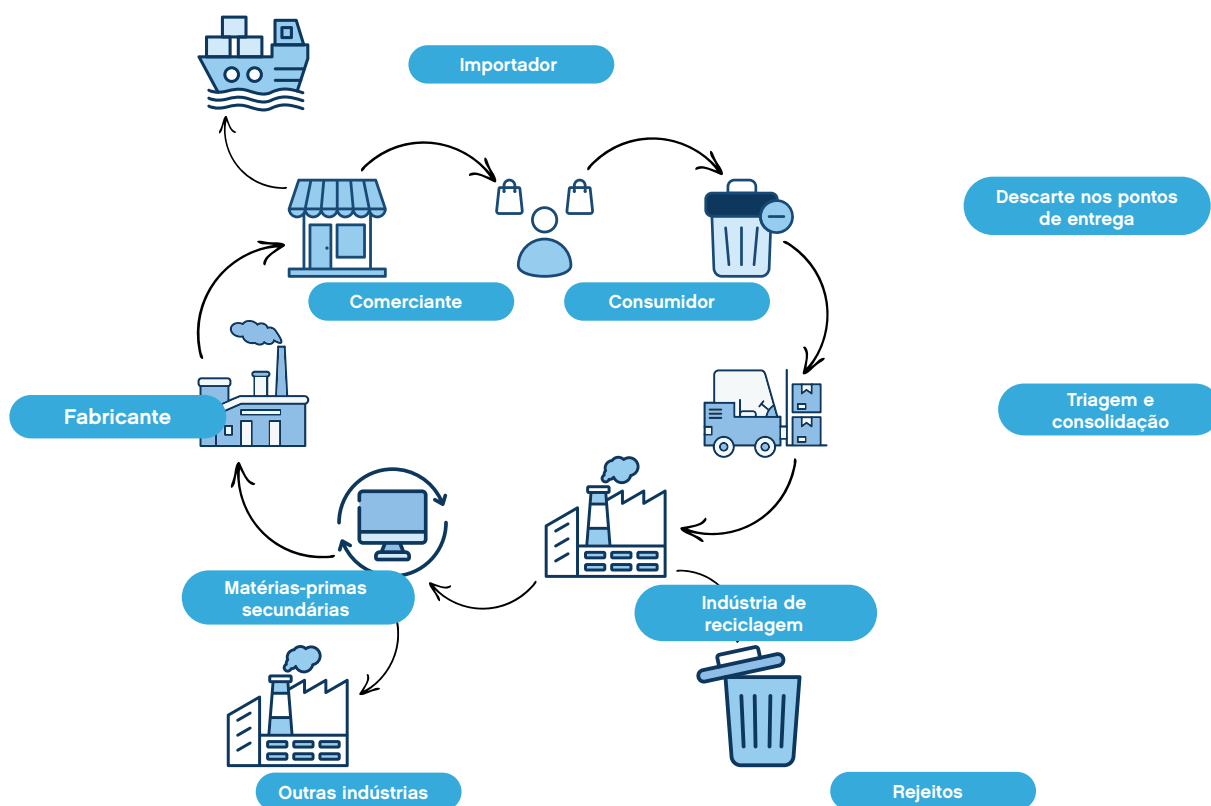 Importador
Descarte nos pontos
de entrega
Comerciante
Consumidor
Fabricante
Triagem e
consolidação
Matérias-primas
secundárias
Indústria de
reciclagem
Outras indústrias
Rejeitos